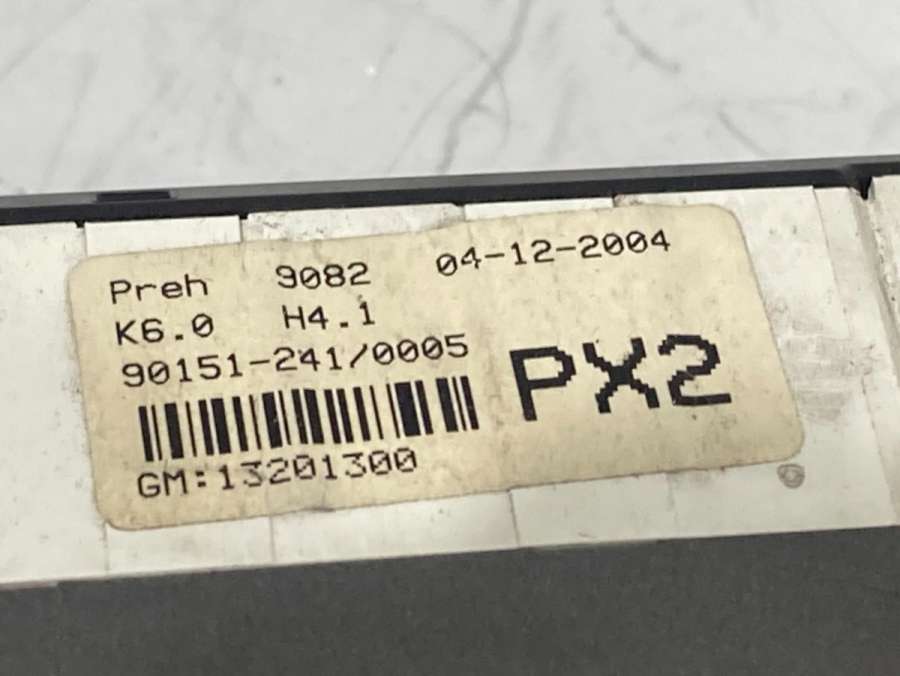 Preh 9082 04-12-2004
K6.0 H4.1
90151-241/0005
PX2
GM:13201300